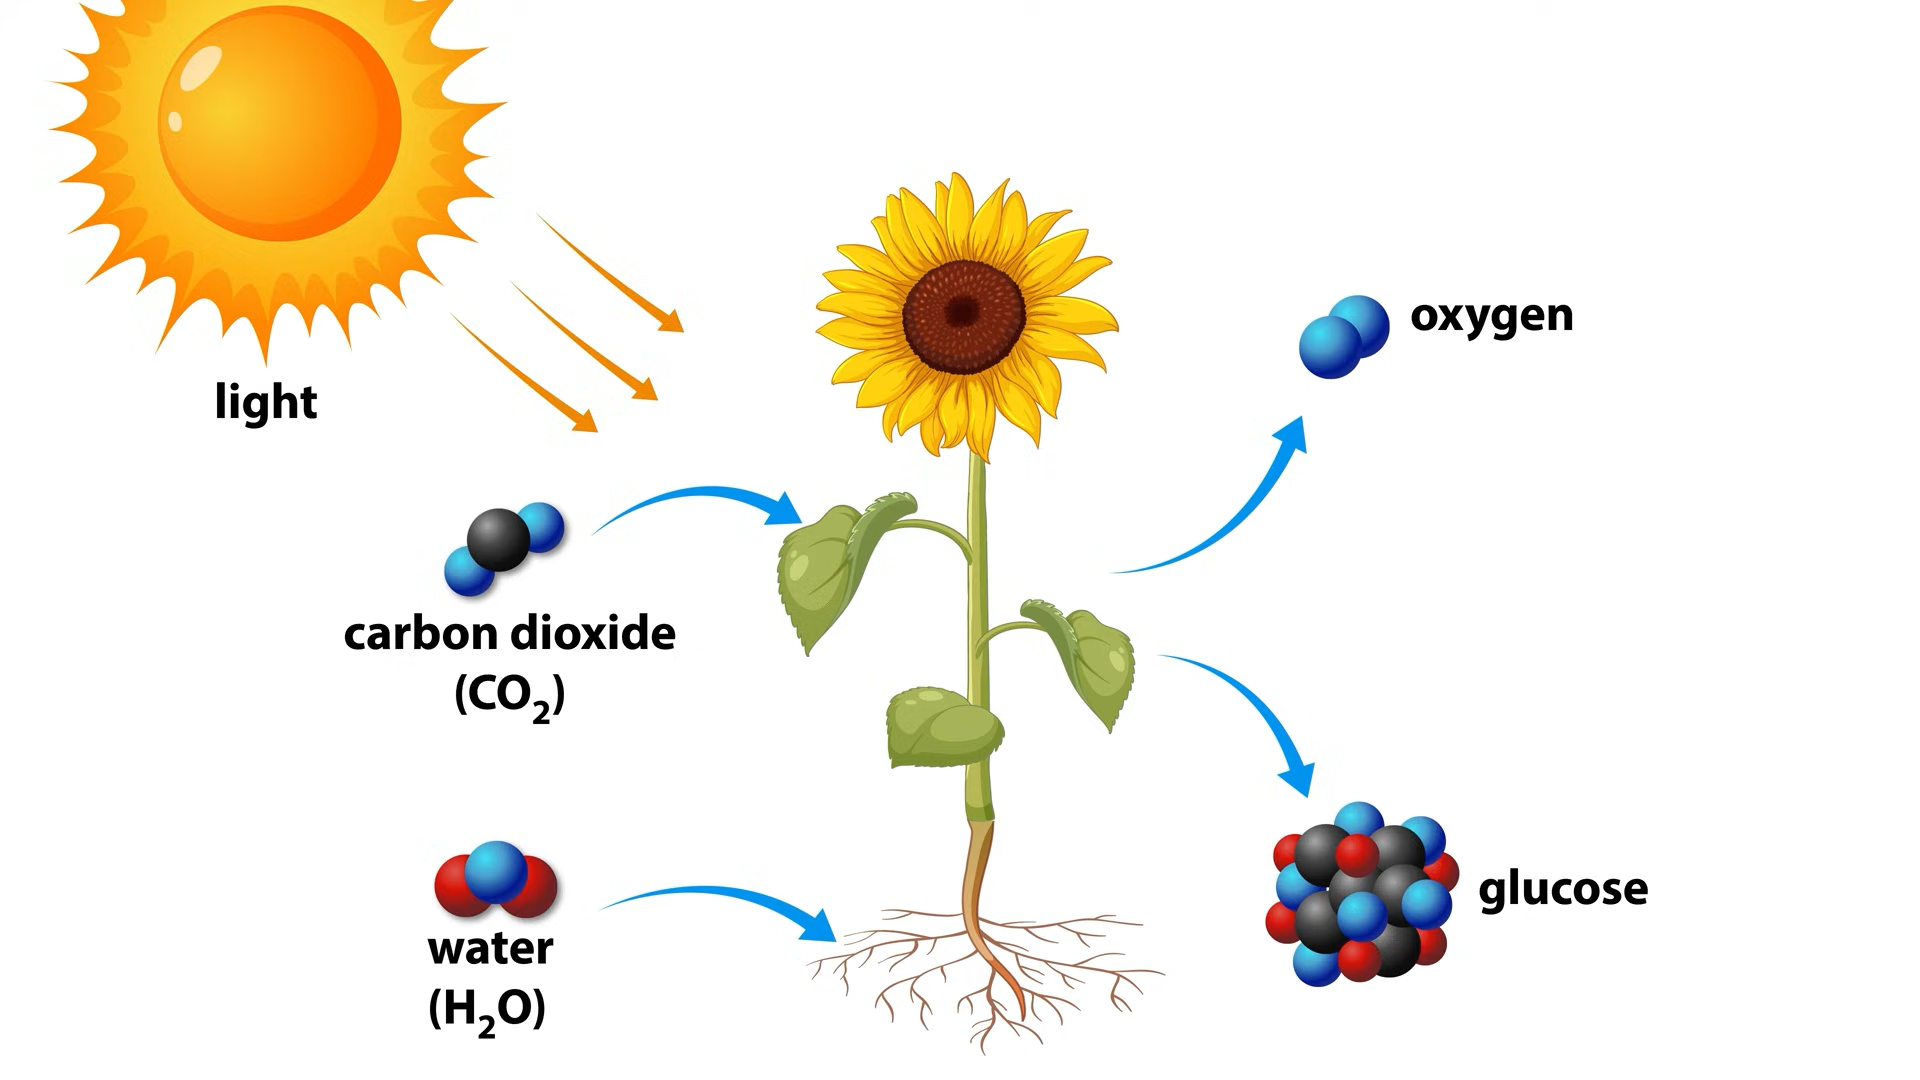 light
oxygen
carbon dioxide
(CO₂)
glucose
water
(H₂O)